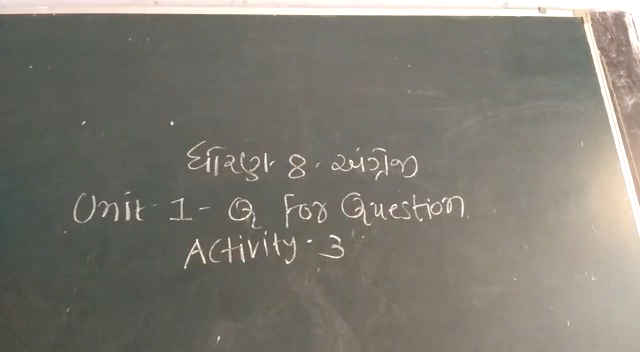 ધોરણ 8. અંગ્રેજી
Unit 1 - Q for Question
Activity - 3